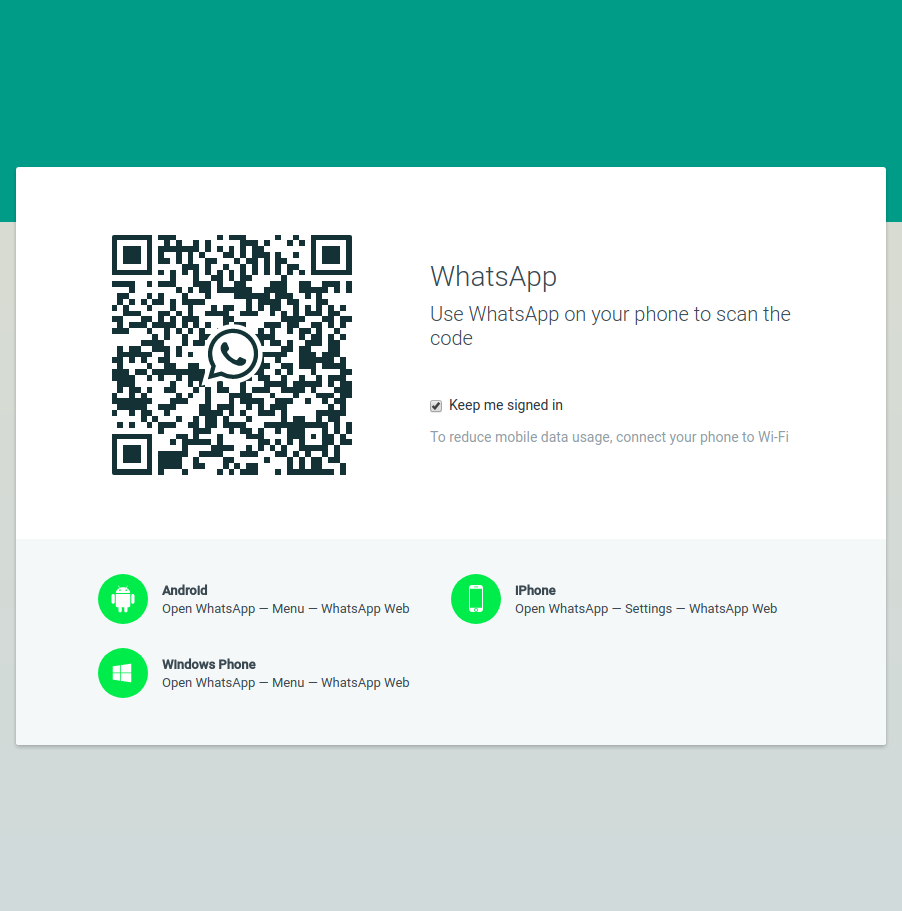 WhatsApp
Use WhatsApp on your phone to scan the
code
Keep me signed in
To reduce mobile data usage, connect your phone to Wi-Fi
Android
Open WhatsApp — Menu — WhatsApp Web
iPhone
Open WhatsApp — Settings — WhatsApp Web
Windows Phone
Open WhatsApp — Menu — WhatsApp Web